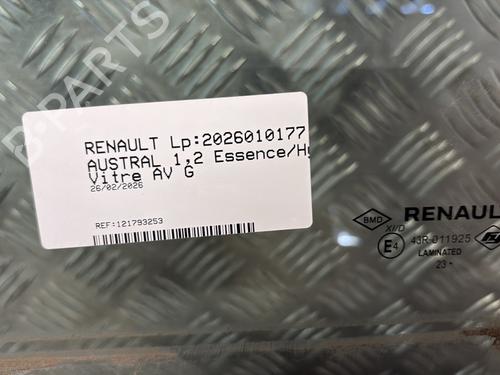 B-PARTS
RENAULT Lp:2026010177
AUSTRAL 1,2 Essence/Hy
Vitre AV G
26/02/2026
REF:121793253
BMD
XI/D
RENAULT
E4
43R-011925
LAMINATED
23